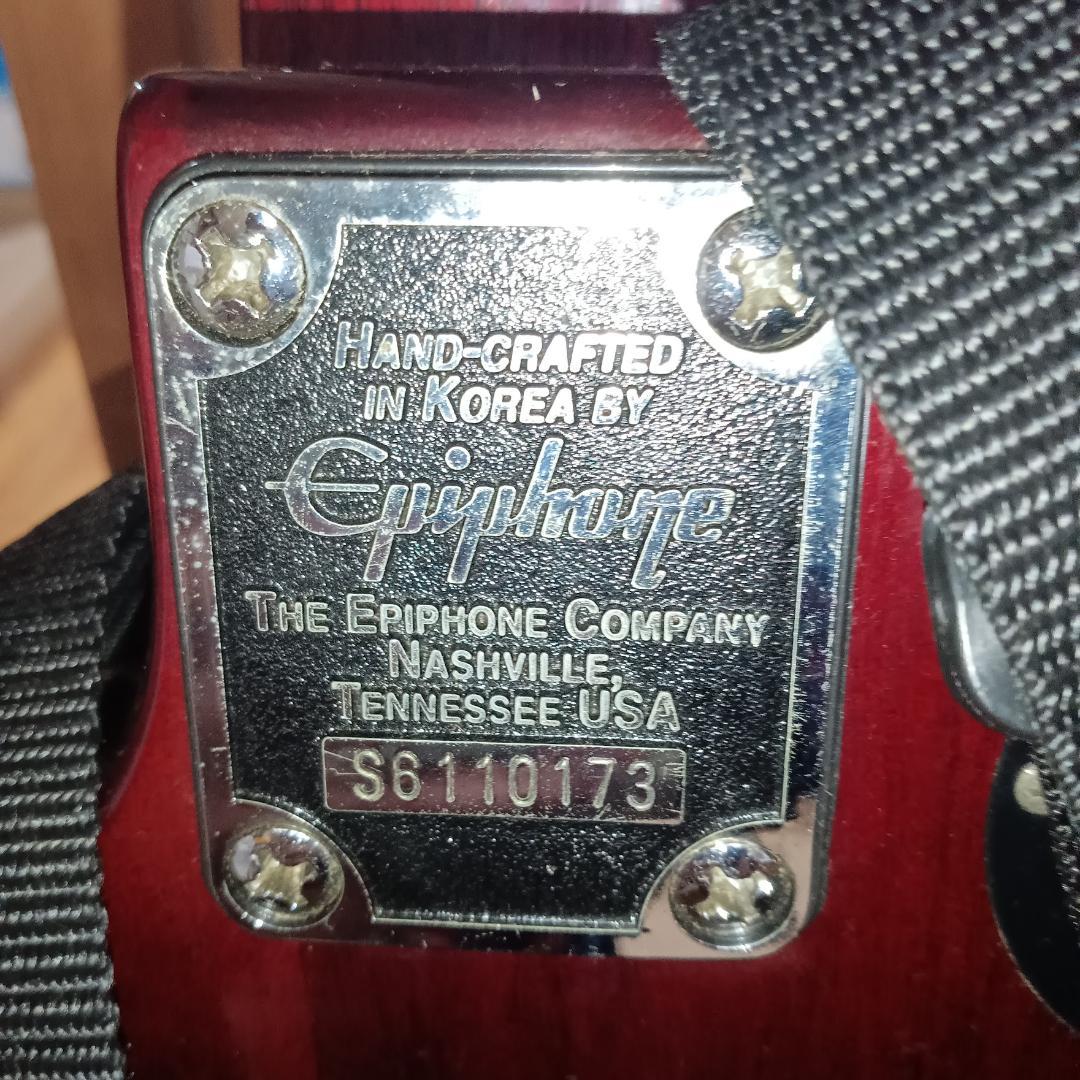 HAND-CRAFTED
IN KOREA BY
Epiphone
THE EPIPHONE COMPANY
NASHVILLE,
TENNESSEE USA
S6110173